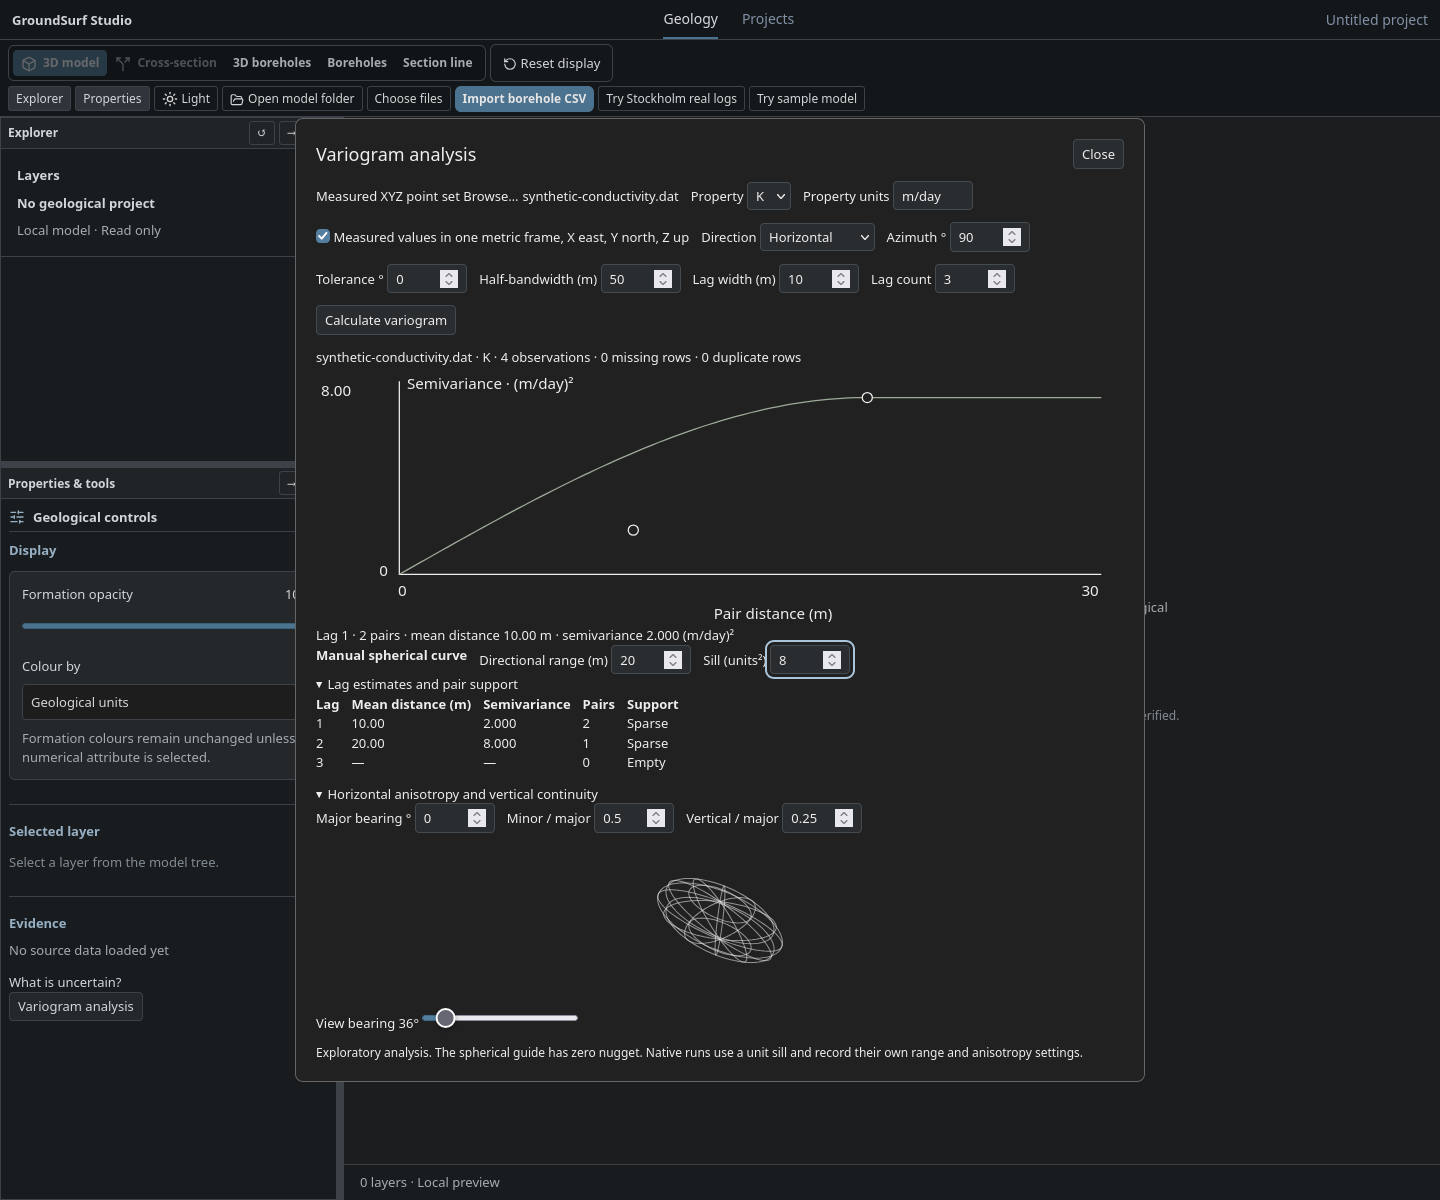 GroundSurf Studio
Geology Projects
Untitled project
3D model Cross-section 3D boreholes Boreholes Section line Reset display
Explorer Properties Light Open model folder Choose files Import borehole CSV Try Stockholm real logs Try sample model
Explorer
Layers
No geological project
Local model · Read only
Properties & tools
Geological controls
Display
Formation opacity 10
Colour by
Geological units
Formation colours remain unchanged unless
numerical attribute is selected.
Selected layer
Select a layer from the model tree.
Evidence
No source data loaded yet
What is uncertain?
Variogram analysis
Variogram analysis
Close
Measured XYZ point set Browse... synthetic-conductivity.dat Property K Property units m/day
Measured values in one metric frame, X east, Y north, Z up Direction Horizontal Azimuth ° 90
Tolerance ° 0 Half-bandwidth (m) 50 Lag width (m) 10 Lag count 3
Calculate variogram
synthetic-conductivity.dat · K · 4 observations · 0 missing rows · 0 duplicate rows
8.00 Semivariance · (m/day)²
0
0 30
Pair distance (m)
Lag 1 · 2 pairs · mean distance 10.00 m · semivariance 2.000 (m/day)²
Manual spherical curve Directional range (m) 20 Sill (units²) 8
▾ Lag estimates and pair support
Lag Mean distance (m) Semivariance Pairs Support
1 10.00 2.000 2 Sparse
2 20.00 8.000 1 Sparse
3 — — 0 Empty
▾ Horizontal anisotropy and vertical continuity
Major bearing ° 0 Minor / major 0.5 Vertical / major 0.25
View bearing 36°
Exploratory analysis. The spherical guide has zero nugget. Native runs use a unit sill and record their own range and anisotropy settings.
gical
erified.
0 layers · Local preview